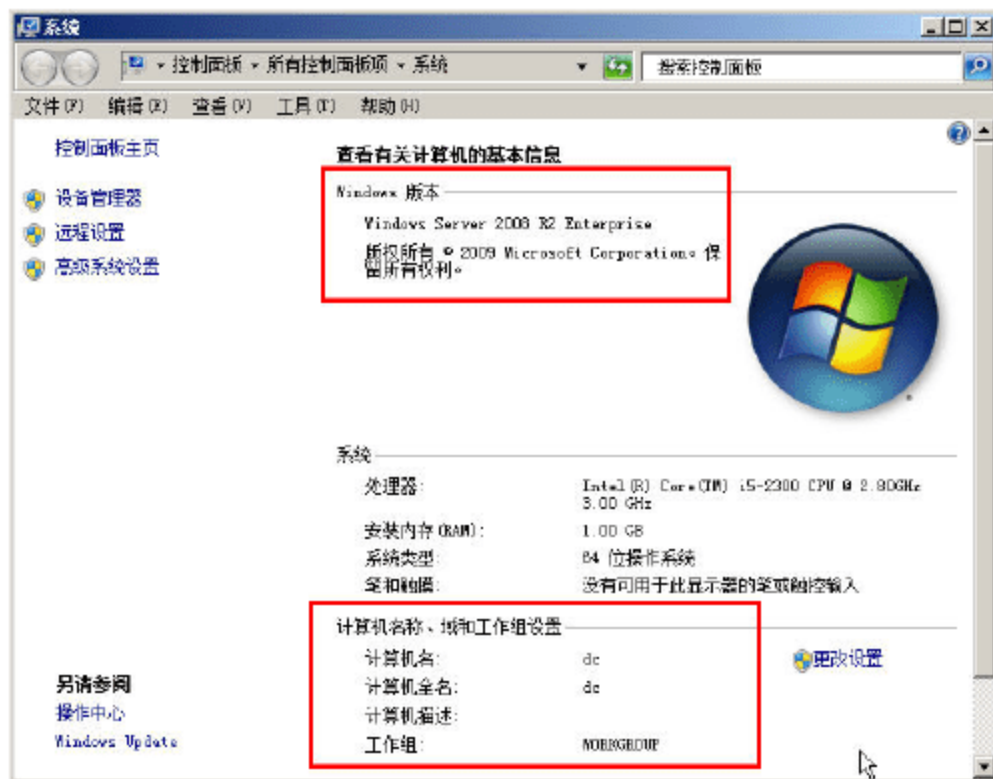 系统
控制面板 所有控制面板项 系统
搜索控制面板
文件(F) 编辑(E) 查看(V) 工具(T) 帮助(H)
控制面板主页
设备管理器
远程设置
高级系统设置
查看有关计算机的基本信息
Windows 版本
Windows Server 2008 R2 Enterprise
版权所有 © 2009 Microsoft Corporation。保
留所有权利。
系统
处理器: Intel(R) Core(TM) i5-2300 CPU @ 2.80GHz
3.00 GHz
安装内存(RAM): 1.00 GB
系统类型: 64 位操作系统
笔和触摸: 没有可用于此显示器的笔或触控输入
计算机名称、域和工作组设置
计算机名: dc
更改设置
计算机全名: dc
计算机描述:
工作组: WORKGROUP
另请参阅
操作中心
Windows Update